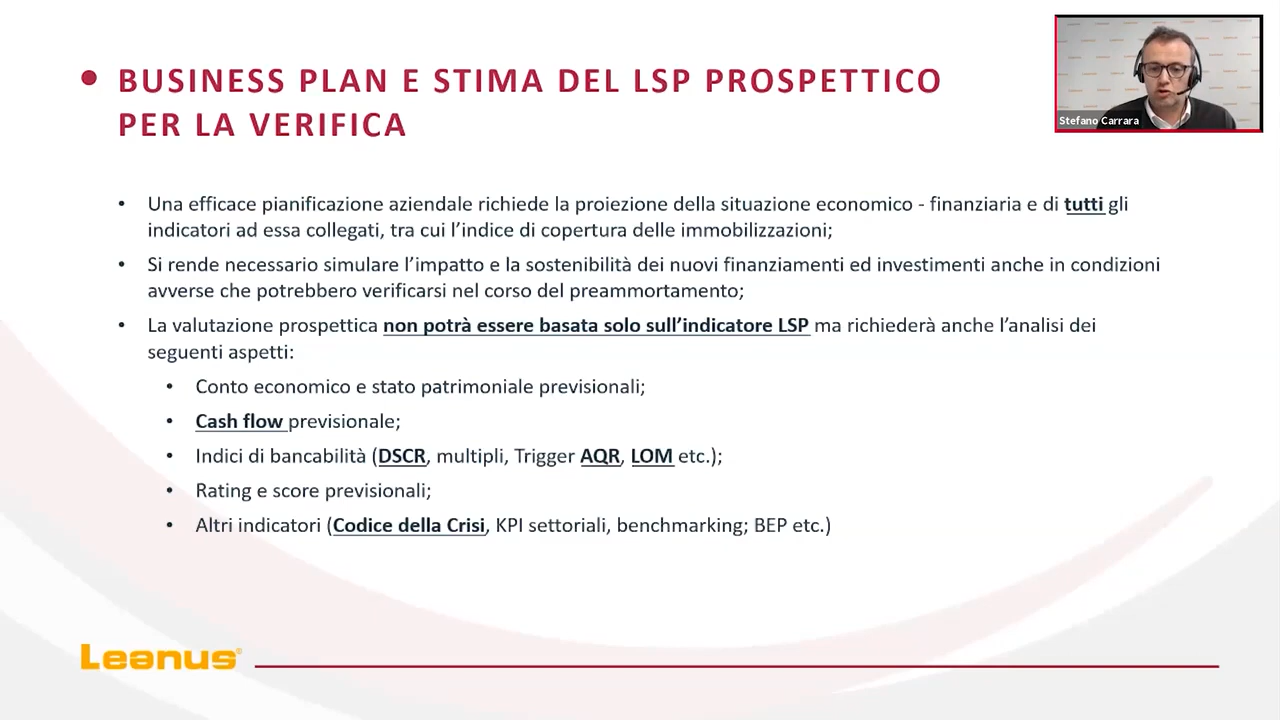 BUSINESS PLAN E STIMA DEL LSP PROSPETTICO
PER LA VERIFICA
Stefano Carrara
Una efficace pianificazione aziendale richiede la proiezione della situazione economico - finanziaria e di tutti gli
indicatori ad essa collegati, tra cui l’indice di copertura delle immobilizzazioni;
Si rende necessario simulare l’impatto e la sostenibilità dei nuovi finanziamenti ed investimenti anche in condizioni
avverse che potrebbero verificarsi nel corso del preammortamento;
La valutazione prospettica non potrà essere basata solo sull’indicatore LSP ma richiederà anche l’analisi dei
seguenti aspetti:
Conto economico e stato patrimoniale previsionali;
Cash flow previsionale;
Indici di bancabilità (DSCR, multipli, Trigger AQR, LOM etc.);
Rating e score previsionali;
Altri indicatori (Codice della Crisi, KPI settoriali, benchmarking; BEP etc.)
Leanus®